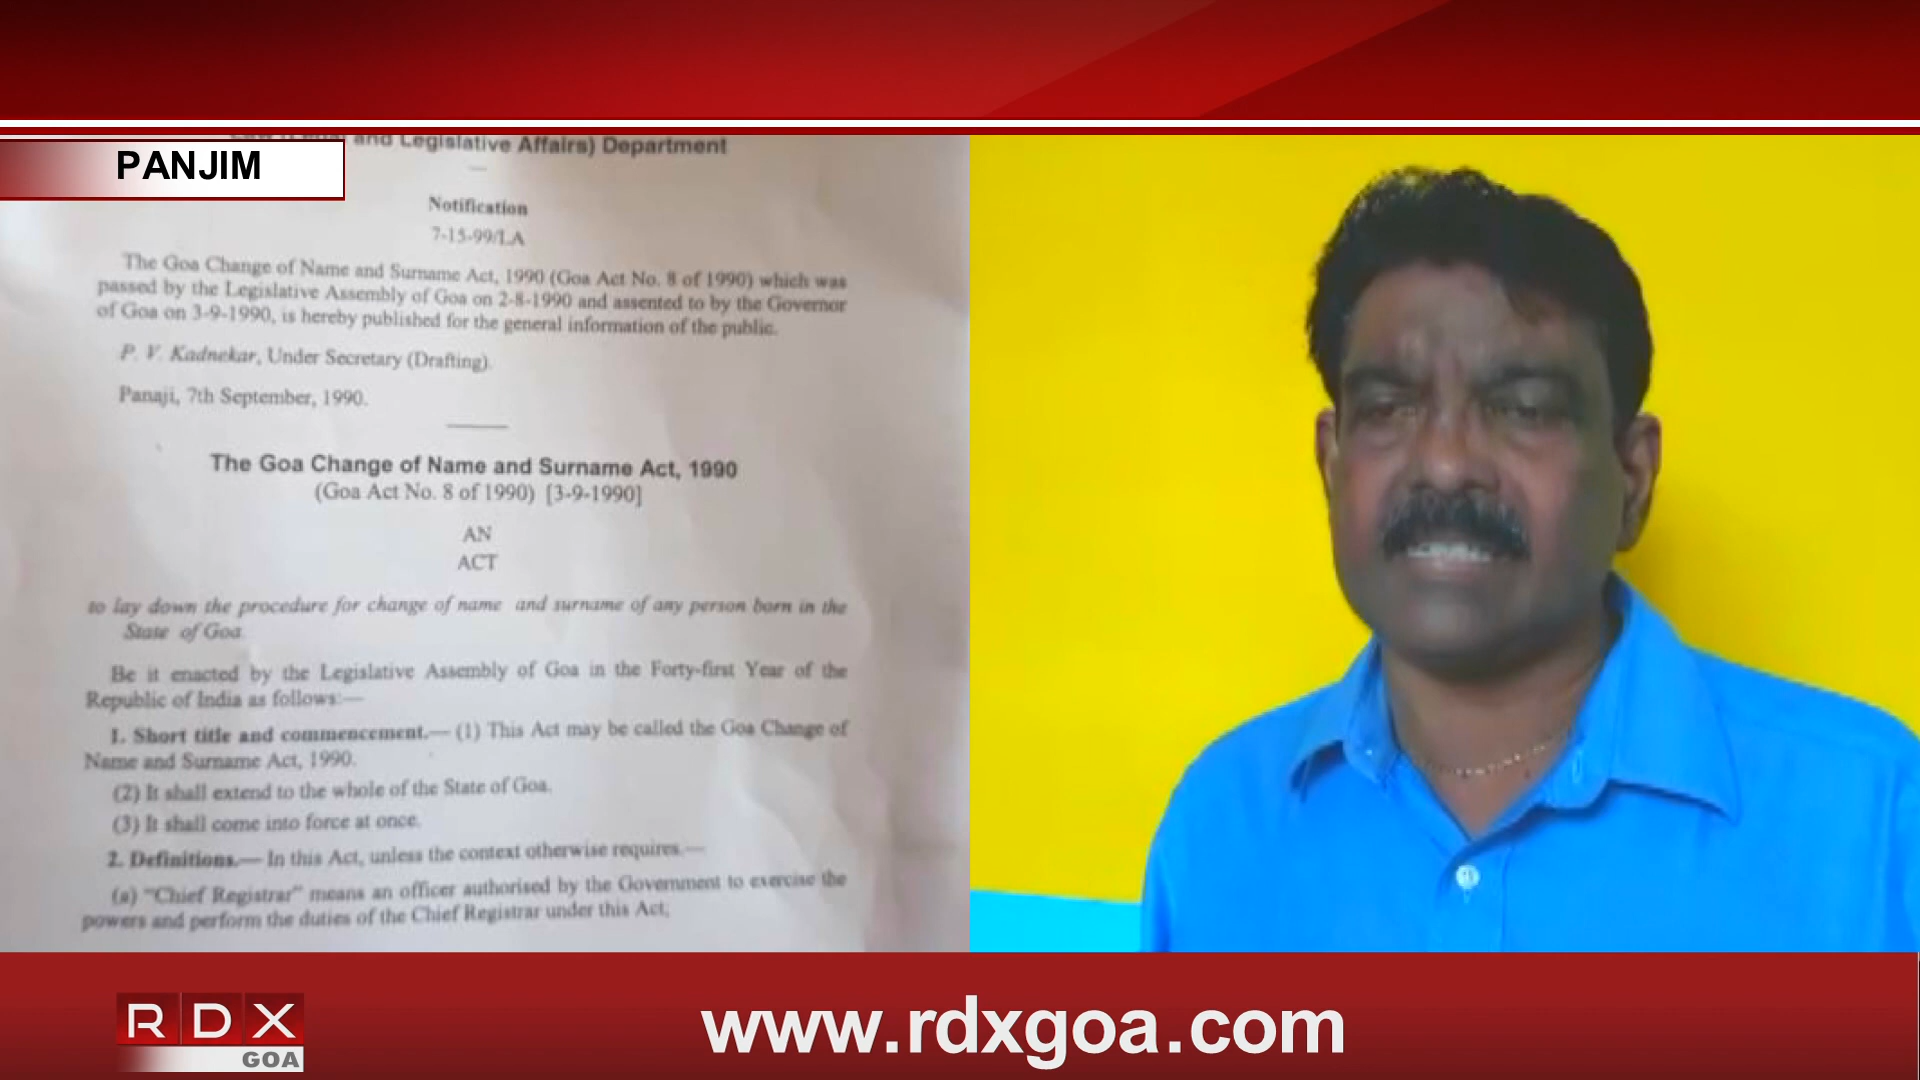 PANJIM
and Legislative Affairs) Department
Notification
7-15-99/LA
The Goa Change of Name and Surname Act, 1990 (Goa Act No. 8 of 1990) which was
passed by the Legislative Assembly of Goa on 2-8-1990 and assented to by the Governor
of Goa on 3-9-1990, is hereby published for the general information of the public.
P. V. Kadnekar, Under Secretary (Drafting).
Panaji, 7th September, 1990.
The Goa Change of Name and Surname Act, 1990
(Goa Act No. 8 of 1990) [3-9-1990]
AN
ACT
to lay down the procedure for change of name and surname of any person born in the
State of Goa.
Be it enacted by the Legislative Assembly of Goa in the Forty-first Year of the
Republic of India as follows:—
1. Short title and commencement.— (1) This Act may be called the Goa Change of
Name and Surname Act, 1990.
(2) It shall extend to the whole of the State of Goa.
(3) It shall come into force at once.
2. Definitions.— In this Act, unless the context otherwise requires.—
(a) "Chief Registrar" means an officer authorised by the Government to exercise the
powers and perform the duties of the Chief Registrar under this Act;
RDX
GOA
www.rdxgoa.com